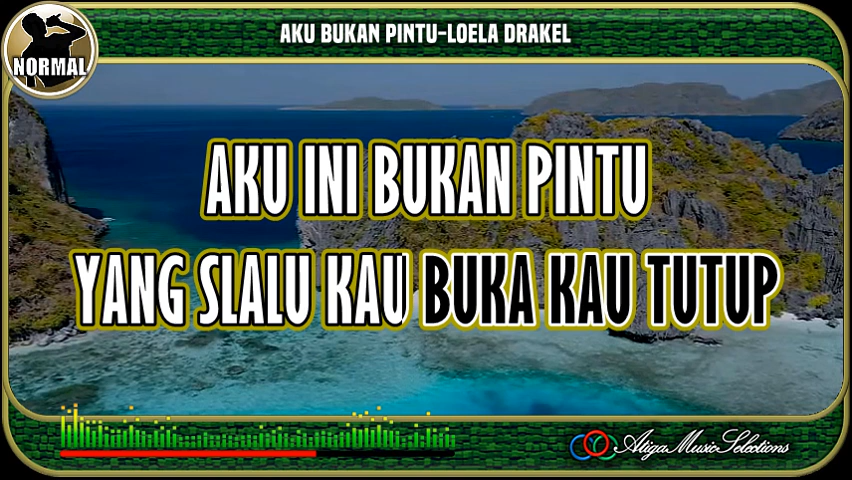 AKU BUKAN PINTU-LOELA DRAKEL
NORMAL
AKU INI BUKAN PINTU
YANG SLALU KAU BUKA KAU TUTUP
AtigaMusicSelections